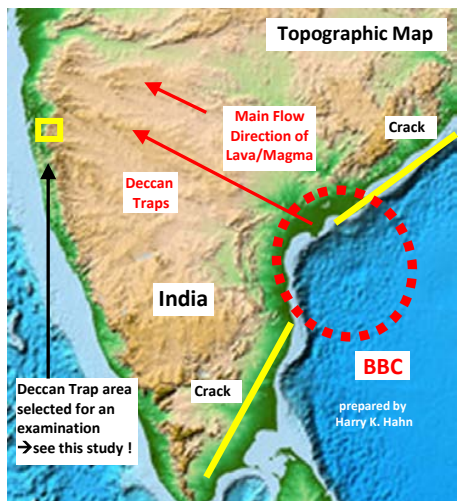 Topographic Map
Main Flow
Direction of
Lava/Magma
Crack
Deccan
Traps
India
Crack
BBC
prepared by
Harry K. Hahn
Deccan Trap area
selected for an
examination
→see this study !